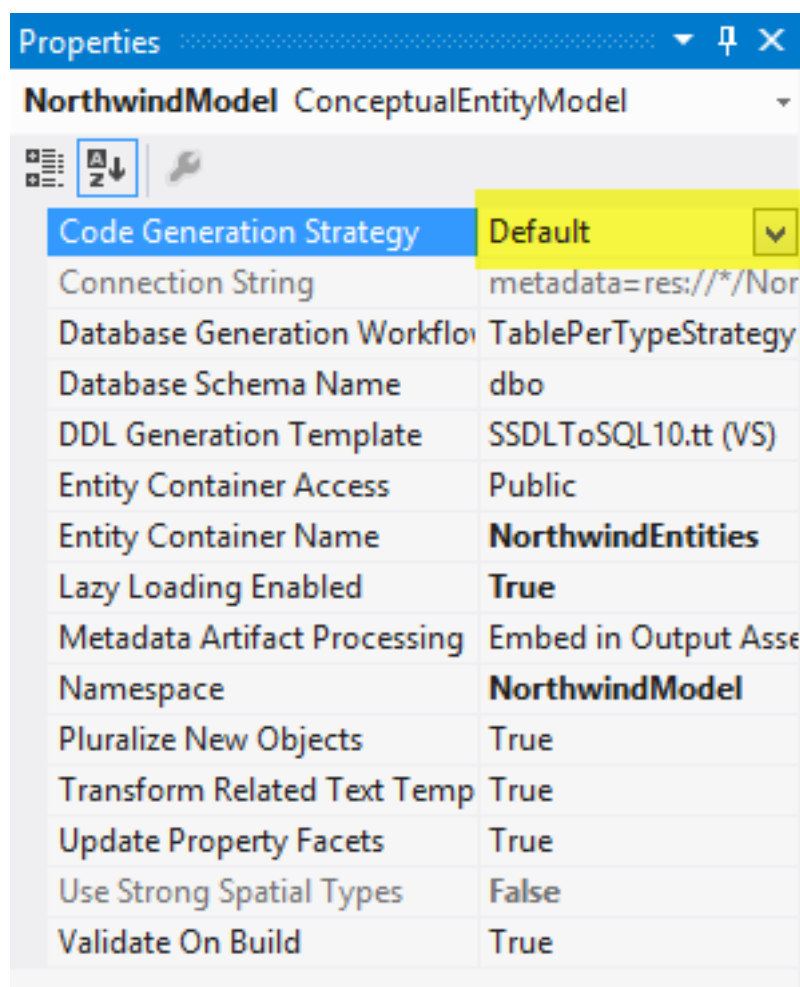 Properties
NorthwindModel ConceptualEntityModel
Code Generation Strategy Default
Connection String metadata=res://*/Nor
Database Generation Workflow TablePerTypeStrategy
Database Schema Name dbo
DDL Generation Template SSDLToSQL10.tt (VS)
Entity Container Access Public
Entity Container Name NorthwindEntities
Lazy Loading Enabled True
Metadata Artifact Processing Embed in Output Asse
Namespace NorthwindModel
Pluralize New Objects True
Transform Related Text Temp True
Update Property Facets True
Use Strong Spatial Types False
Validate On Build True